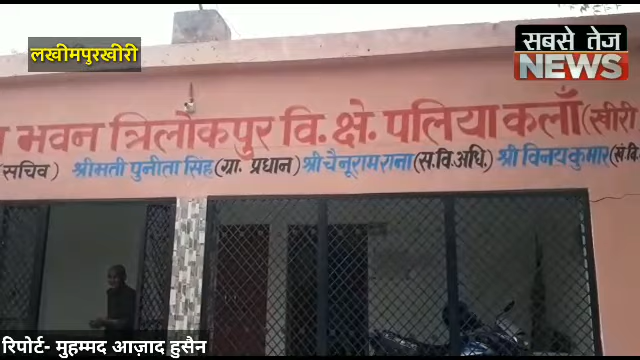 लखीमपुरखीरी
सबसे तेज
NEWS
भवन त्रिलोकपुर वि.क्षे. पलिया कलाँ (खीरी
(सचिव) श्रीमती पुनीता सिंह (ग्रा. प्रधान) श्री चैनूराम राना (स.वि.अधि.) श्री विनय कुमार (खं.वि.
रिपोर्ट- मुहम्मद आज़ाद हुसैन